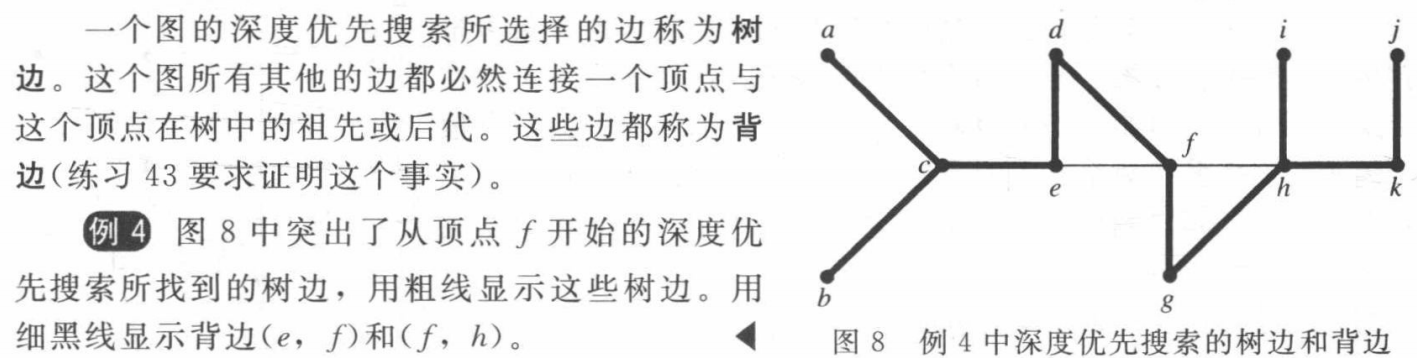 一个图的深度优先搜索所选择的边称为树
边。这个图所有其他的边都必然连接一个顶点与
这个顶点在树中的祖先或后代。这些边都称为背
边(练习 43 要求证明这个事实)。
例 4 图 8 中突出了从顶点 f 开始的深度优
先搜索所找到的树边，用粗线显示这些树边。用
细黑线显示背边(e，f)和(f，h)。
a
d
i
j
c
e
f
h
k
b
g
图 8 例 4 中深度优先搜索的树边和背边